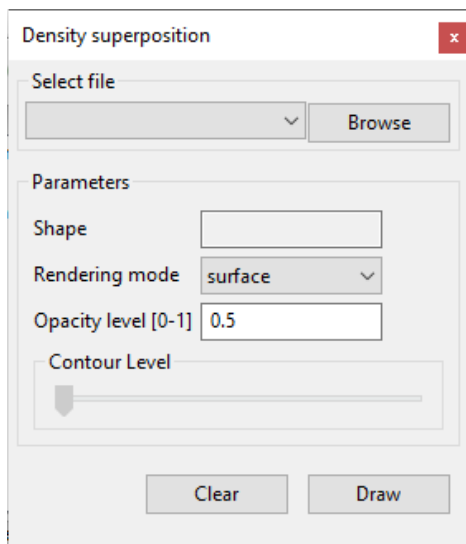 Density superposition x
Select file
Browse
Parameters
Shape
Rendering mode surface
Opacity level [0-1] 0.5
Contour Level
Clear Draw